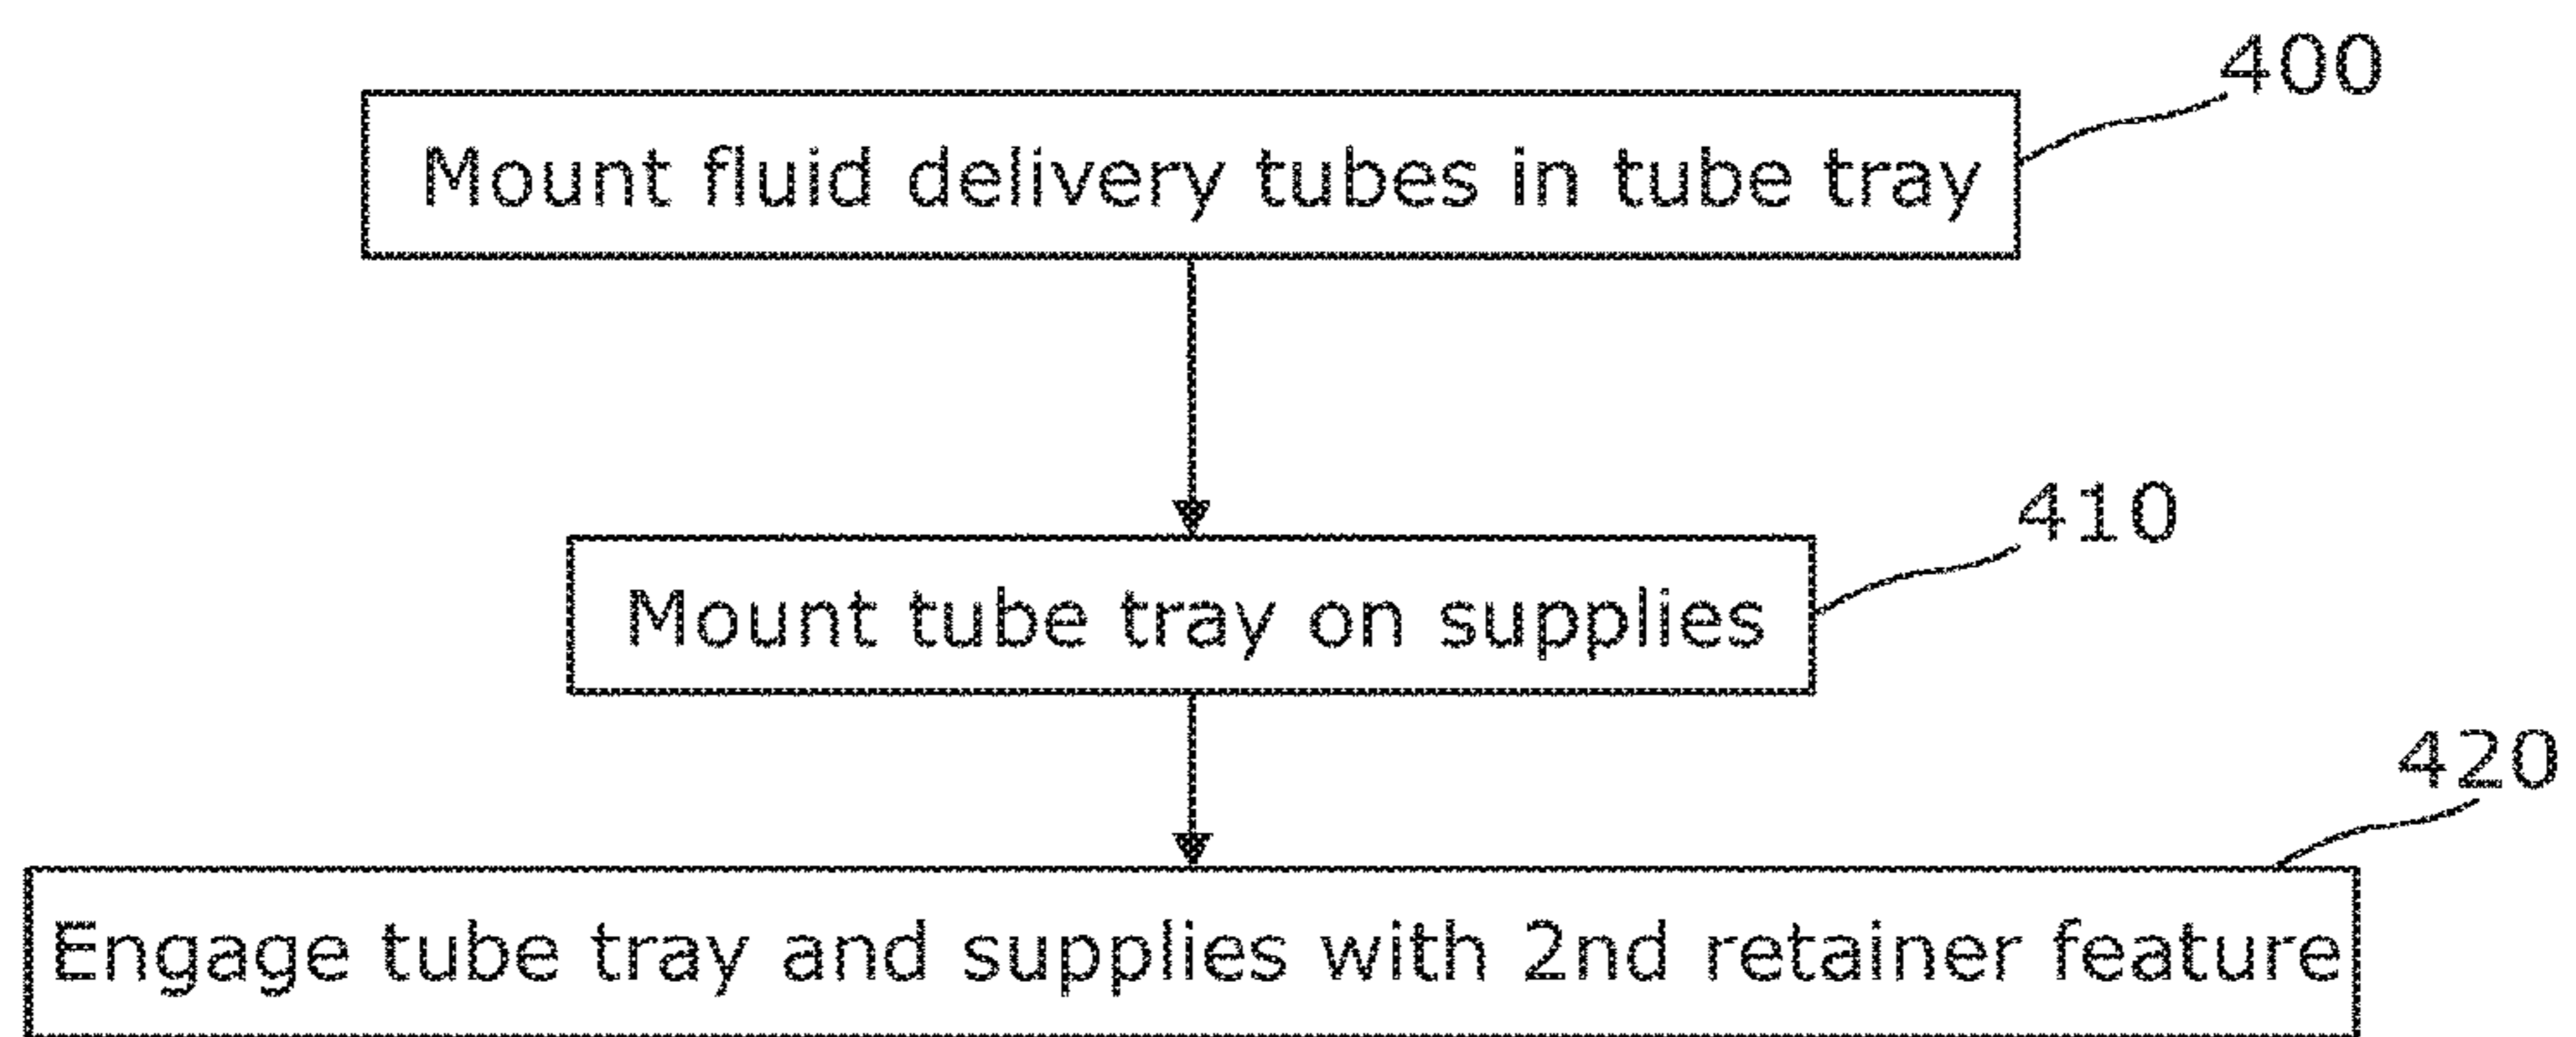 400
Mount fluid delivery tubes in tube tray
410
Mount tube tray on supplies
420
Engage tube tray and supplies with 2nd retainer feature